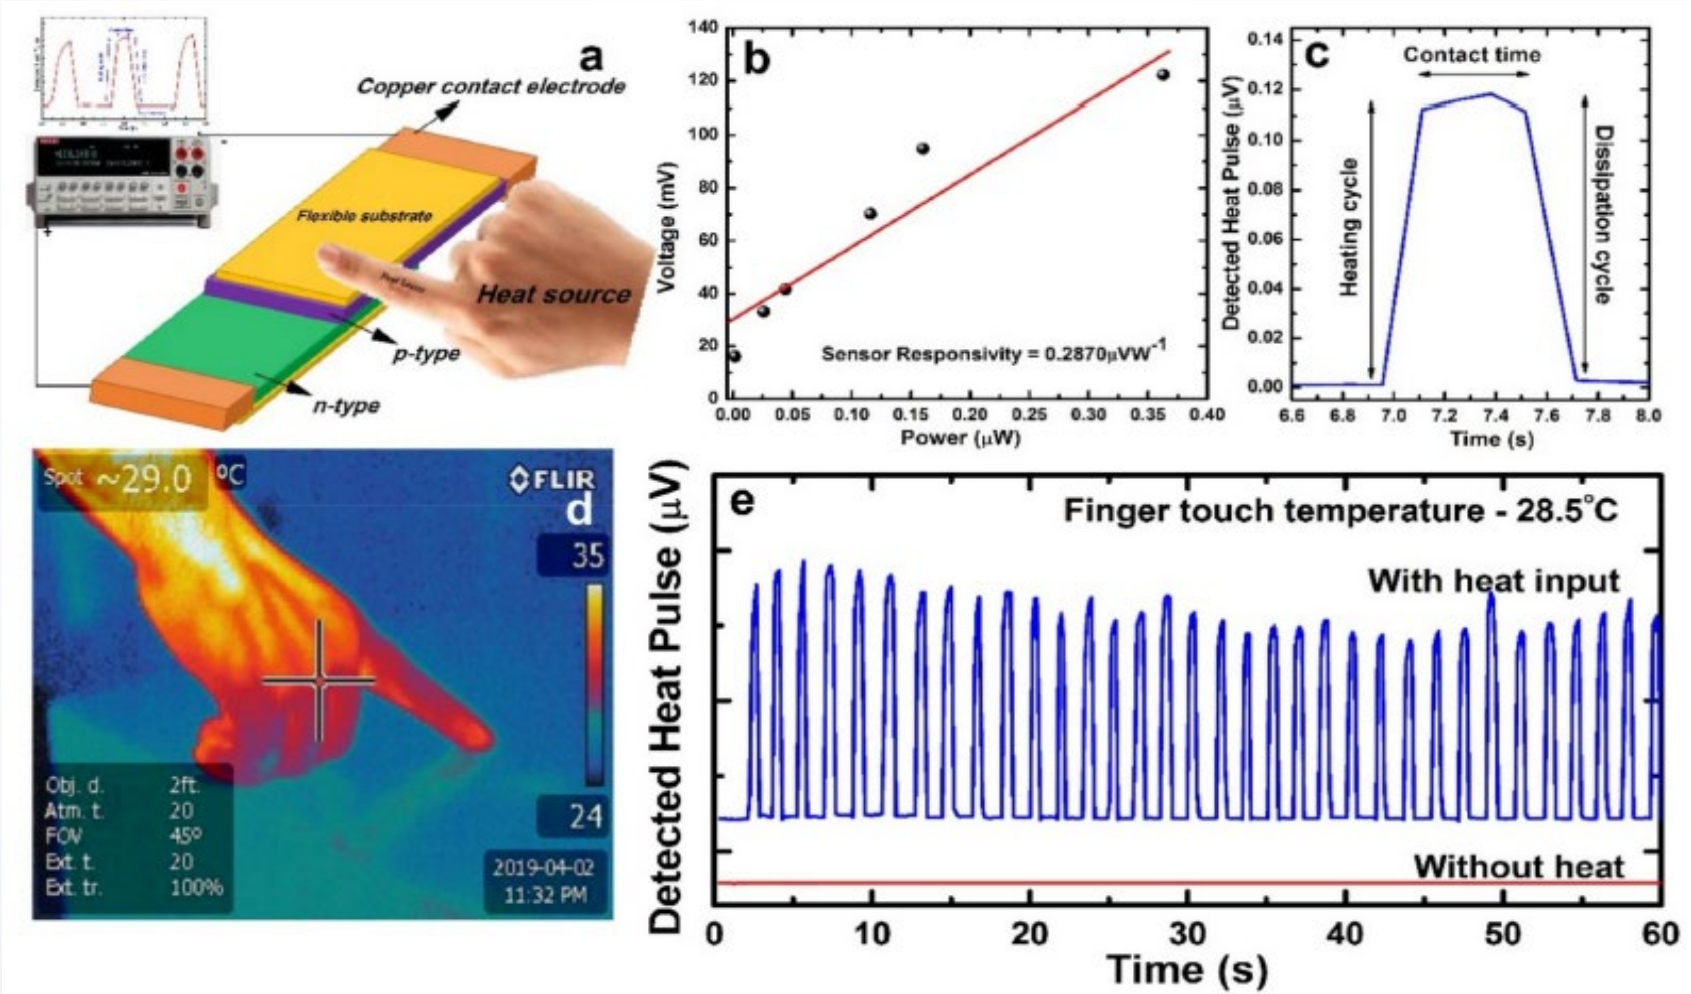 a
Copper contact electrode
Flexible substrate
Heat source
p-type
n-type
b
140
120
100
80
60
40
20
0
Voltage (mV)
Sensor Responsivity = 0.2870µVW-1
0.00 0.05 0.10 0.15 0.20 0.25 0.30 0.35 0.40
Power (µW)
c
0.14
0.12
0.10
0.08
0.06
0.04
0.02
0.00
Detected Heat Pulse (µV)
Contact time
Heating cycle
Dissipation cycle
6.6 6.8 7.0 7.2 7.4 7.6 7.8 8.0
Time (s)
Spot ~29.0 ºC
FLIR
d
35
24
Obj. d. 2ft.
Atm. t. 20
FOV 45º
Ext. t. 20
Ext. tr. 100%
2019-04-02
11:32 PM
e
Finger touch temperature - 28.5°C
With heat input
Without heat
Detected Heat Pulse (µV)
0 10 20 30 40 50 60
Time (s)